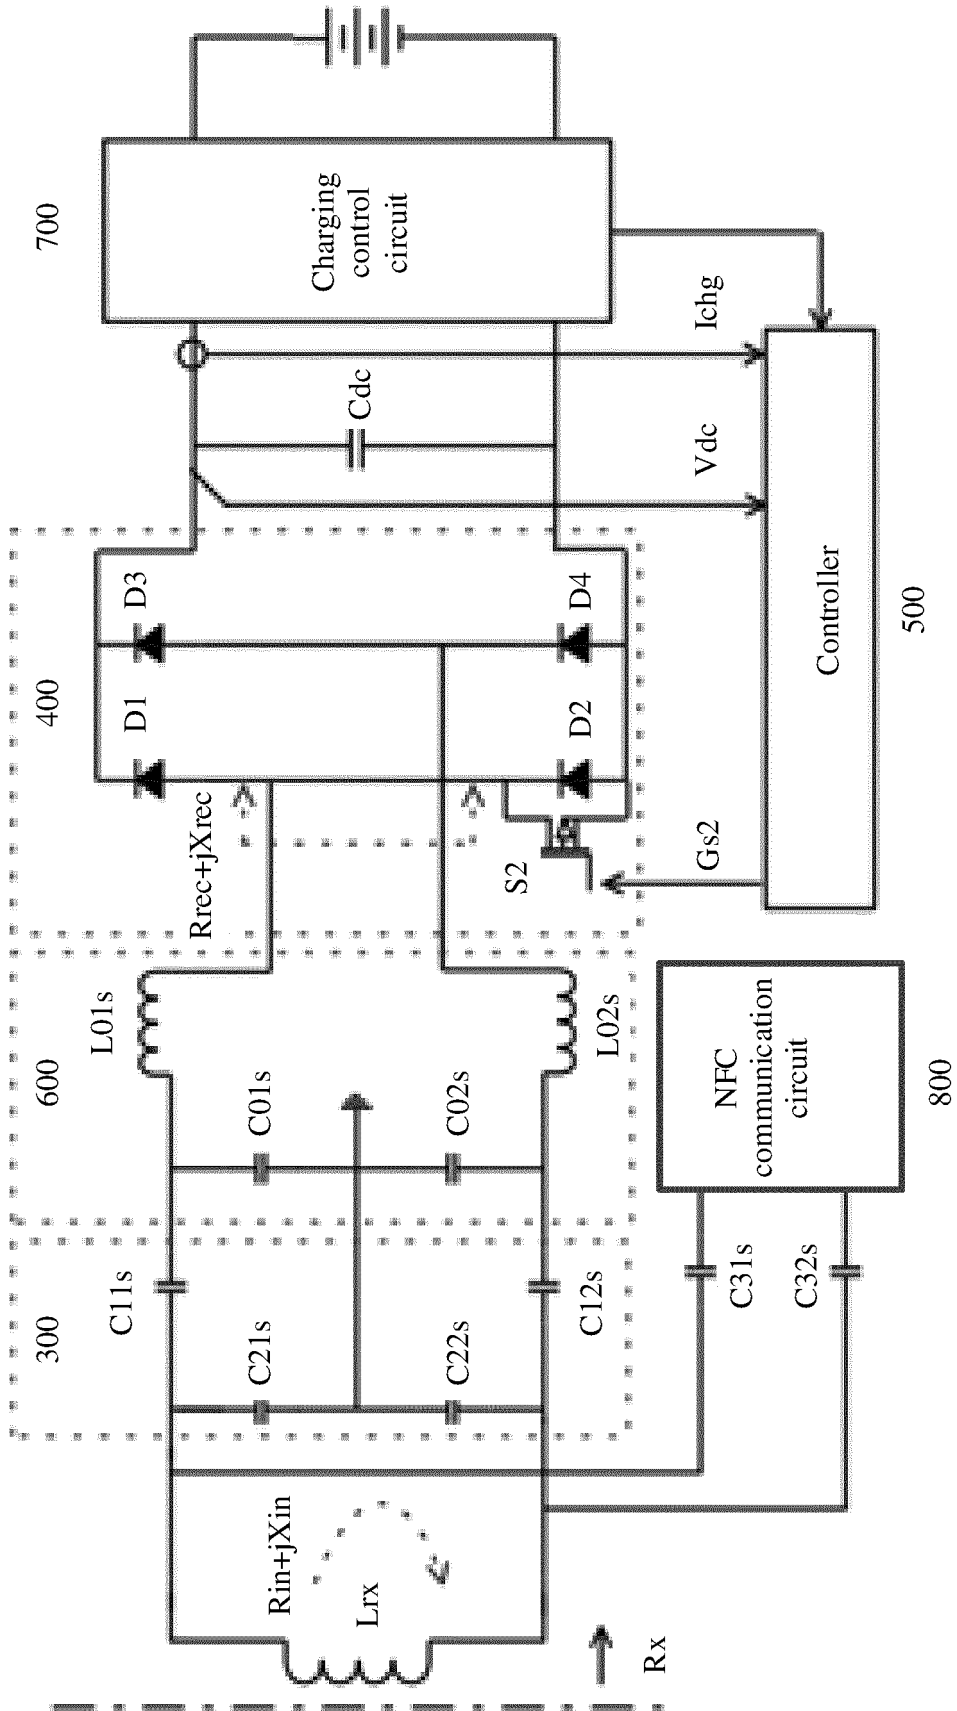 300
600
400
700
C11s
L01s
D1
D3
Rin+jXin
C21s
C01s
Rrec+jXrec
Charging
control
circuit
Lrx
Cdc
C22s
C02s
S2
D2
D4
C12s
L02s
Rx
Gs2
Vdc
Ichg
C31s
C32s
NFC
communication
circuit
Controller
800
500